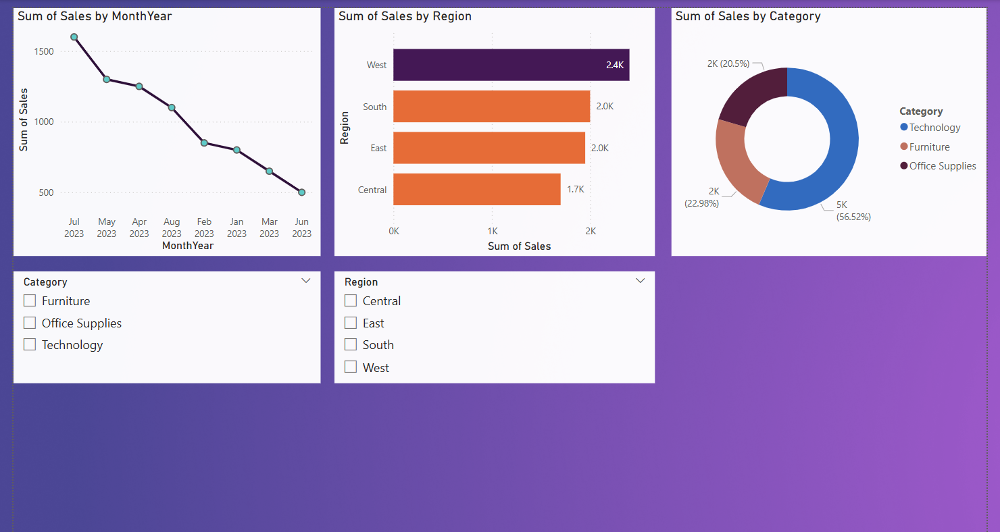 Sum of Sales by MonthYear
1500
1000
500
Sum of Sales
Jul May Apr Aug Feb Jan Mar Jun
2023 2023 2023 2023 2023 2023 2023 2023
MonthYear
Sum of Sales by Region
Region
West 2.4K
South 2.0K
East 2.0K
Central 1.7K
0K 1K 2K
Sum of Sales
Sum of Sales by Category
2K (20.5%)
2K
(22.98%)
5K
(56.52%)
Category
Technology
Furniture
Office Supplies
Category
Furniture
Office Supplies
Technology
Region
Central
East
South
West